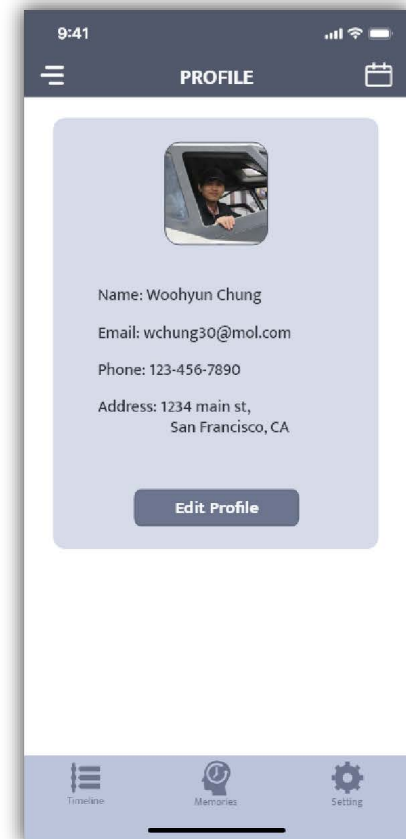 9:41
PROFILE
Name: Woohyun Chung
Email: wchung30@mol.com
Phone: 123-456-7890
Address: 1234 main st,
San Francisco, CA
Edit Profile
Timeline
Memories
Setting